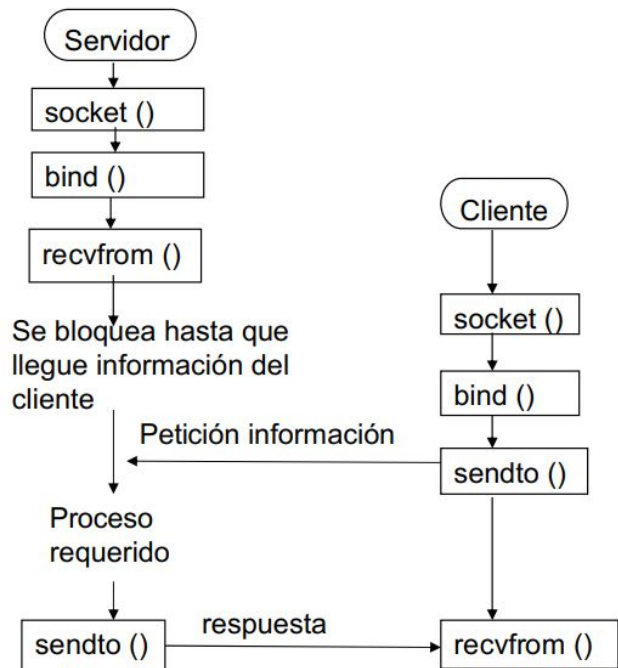 Servidor
socket ()
bind ()
recvfrom ()
Se bloquea hasta que
llegue información del
cliente
Proceso
requerido
sendto ()
Cliente
socket ()
bind ()
Petición información
sendto ()
respuesta
recvfrom ()